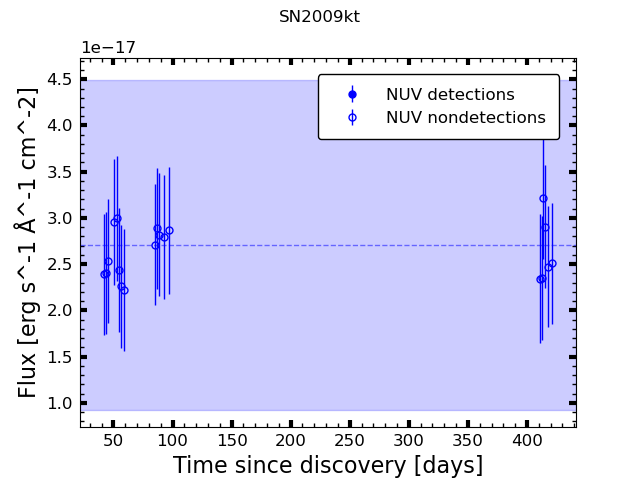 SN2009kt
1e−17
4.5
4.0
3.5
3.0
2.5
2.0
1.5
1.0
Flux [erg s^-1 Å^-1 cm^-2]
NUV detections
NUV nondetections
50 100 150 200 250 300 350 400
Time since discovery [days]